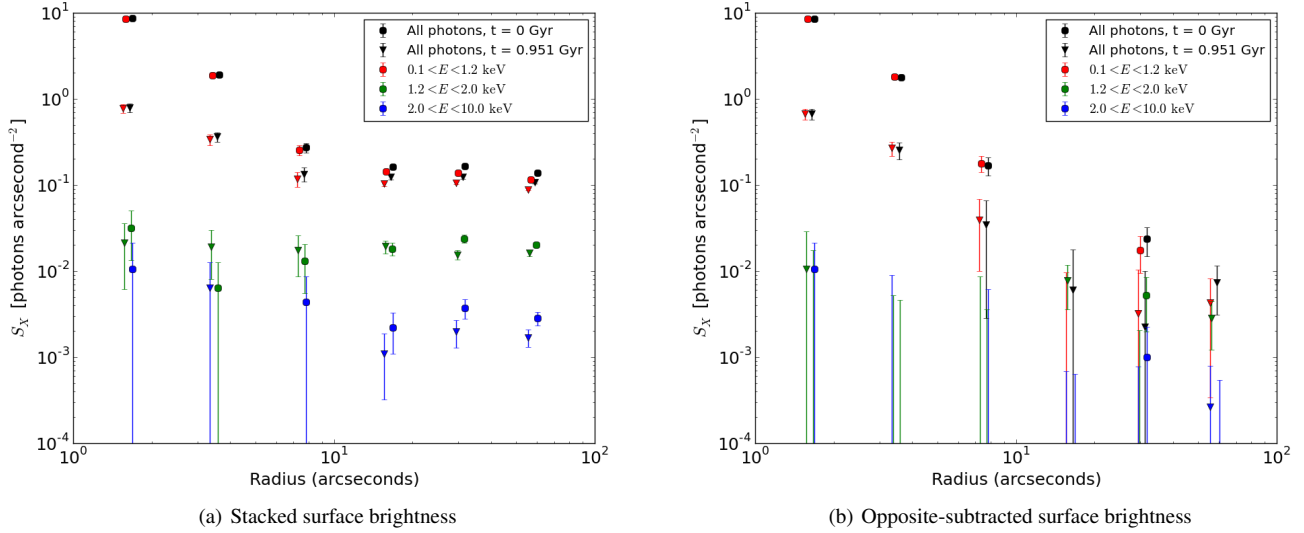 10^1
10^0
10^{-1}
10^{-2}
10^{-3}
10^{-4}
S_X [photons arcsecond^{-2}]
All photons, t = 0 Gyr
All photons, t = 0.951 Gyr
0.1 < E < 1.2 keV
1.2 < E < 2.0 keV
2.0 < E < 10.0 keV
10^0
10^1
10^2
Radius (arcseconds)
(a) Stacked surface brightness
10^1
10^0
10^{-1}
10^{-2}
10^{-3}
10^{-4}
S_X [photons arcsecond^{-2}]
All photons, t = 0 Gyr
All photons, t = 0.951 Gyr
0.1 < E < 1.2 keV
1.2 < E < 2.0 keV
2.0 < E < 10.0 keV
10^0
10^1
10^2
Radius (arcseconds)
(b) Opposite-subtracted surface brightness